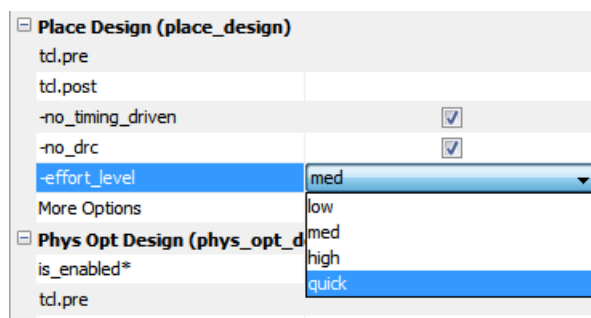 Place Design (place_design)
tcl.pre
tcl.post
-no_timing_driven
-no_drc
-effort_level med
More Options low
med
Phys Opt Design (phys_opt_d
high
is_enabled*
quick
tcl.pre